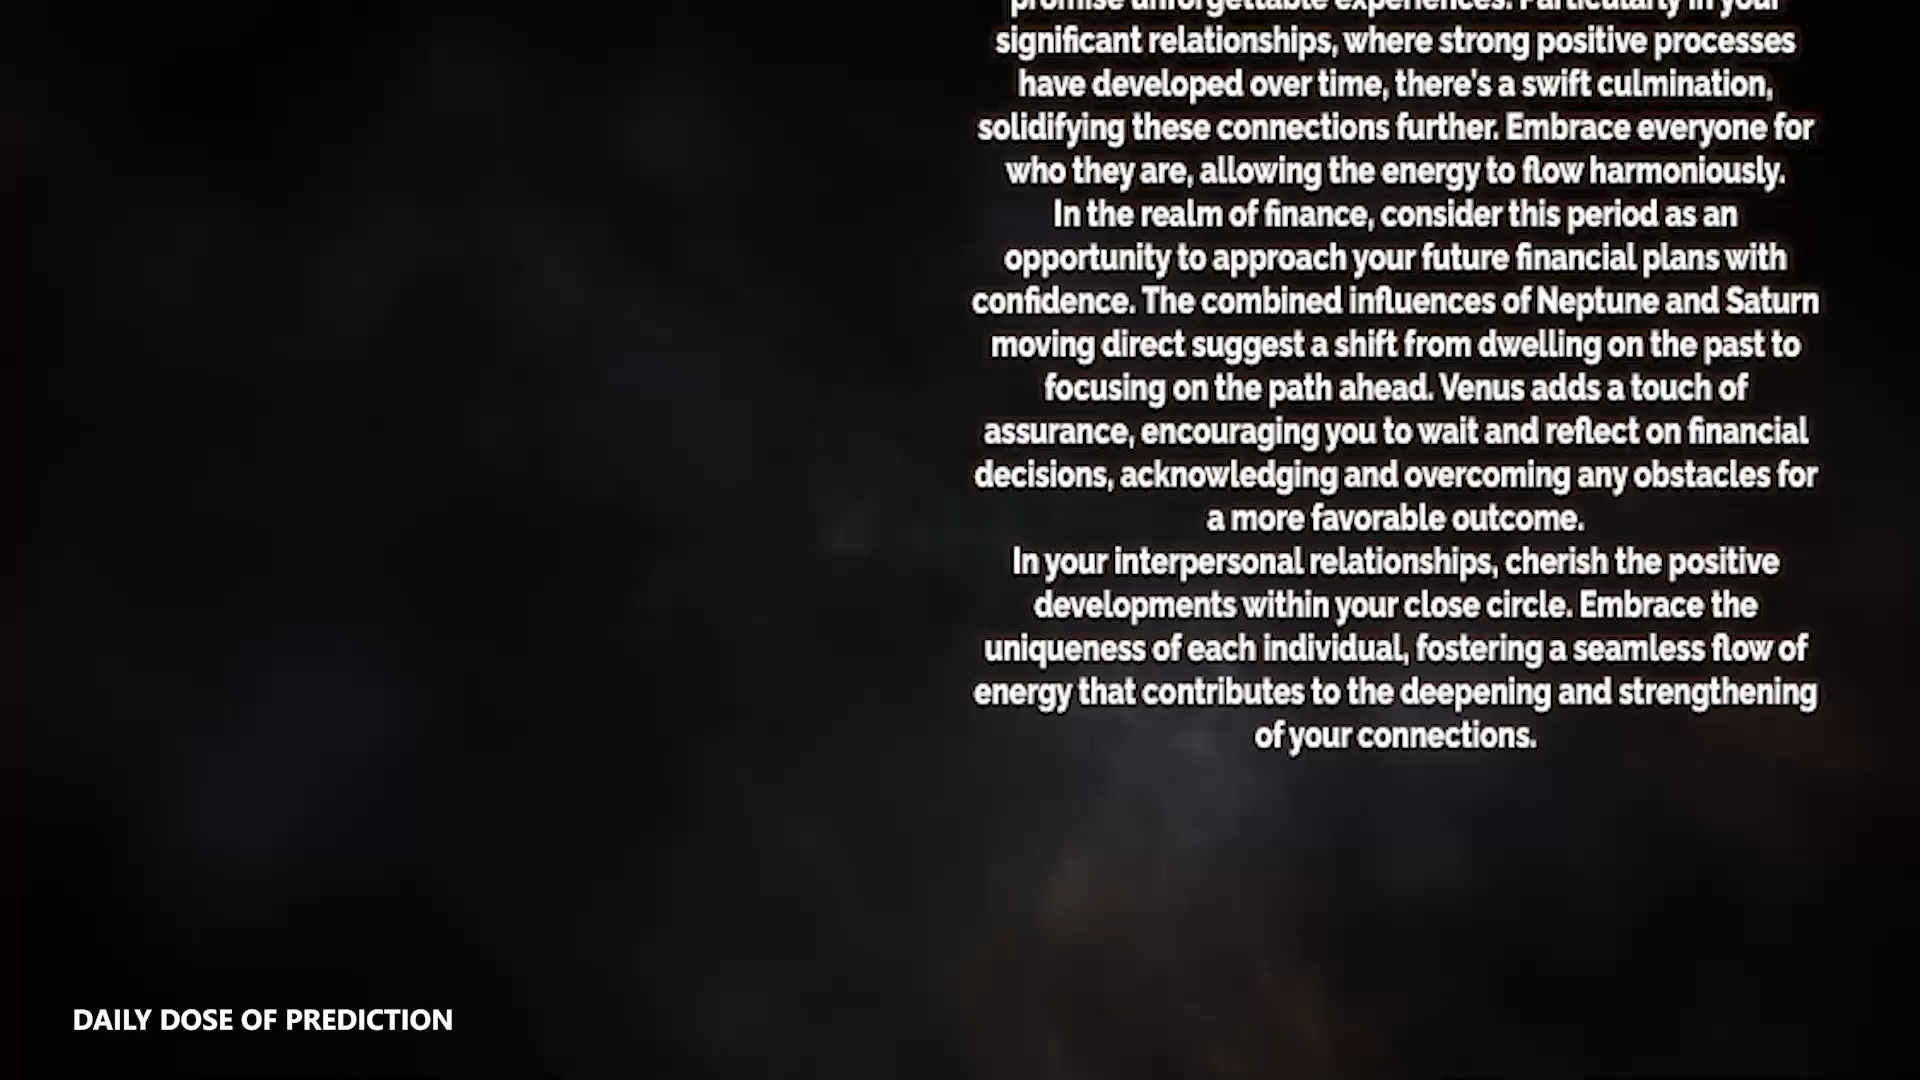 promise unforgettable experiences. Particularly in your
significant relationships, where strong positive processes
have developed over time, there's a swift culmination,
solidifying these connections further. Embrace everyone for
who they are, allowing the energy to flow harmoniously.
In the realm of finance, consider this period as an
opportunity to approach your future financial plans with
confidence. The combined influences of Neptune and Saturn
moving direct suggest a shift from dwelling on the past to
focusing on the path ahead. Venus adds a touch of
assurance, encouraging you to wait and reflect on financial
decisions, acknowledging and overcoming any obstacles for
a more favorable outcome.
In your interpersonal relationships, cherish the positive
developments within your close circle. Embrace the
uniqueness of each individual, fostering a seamless flow of
energy that contributes to the deepening and strengthening
of your connections.
DAILY DOSE OF PREDICTION